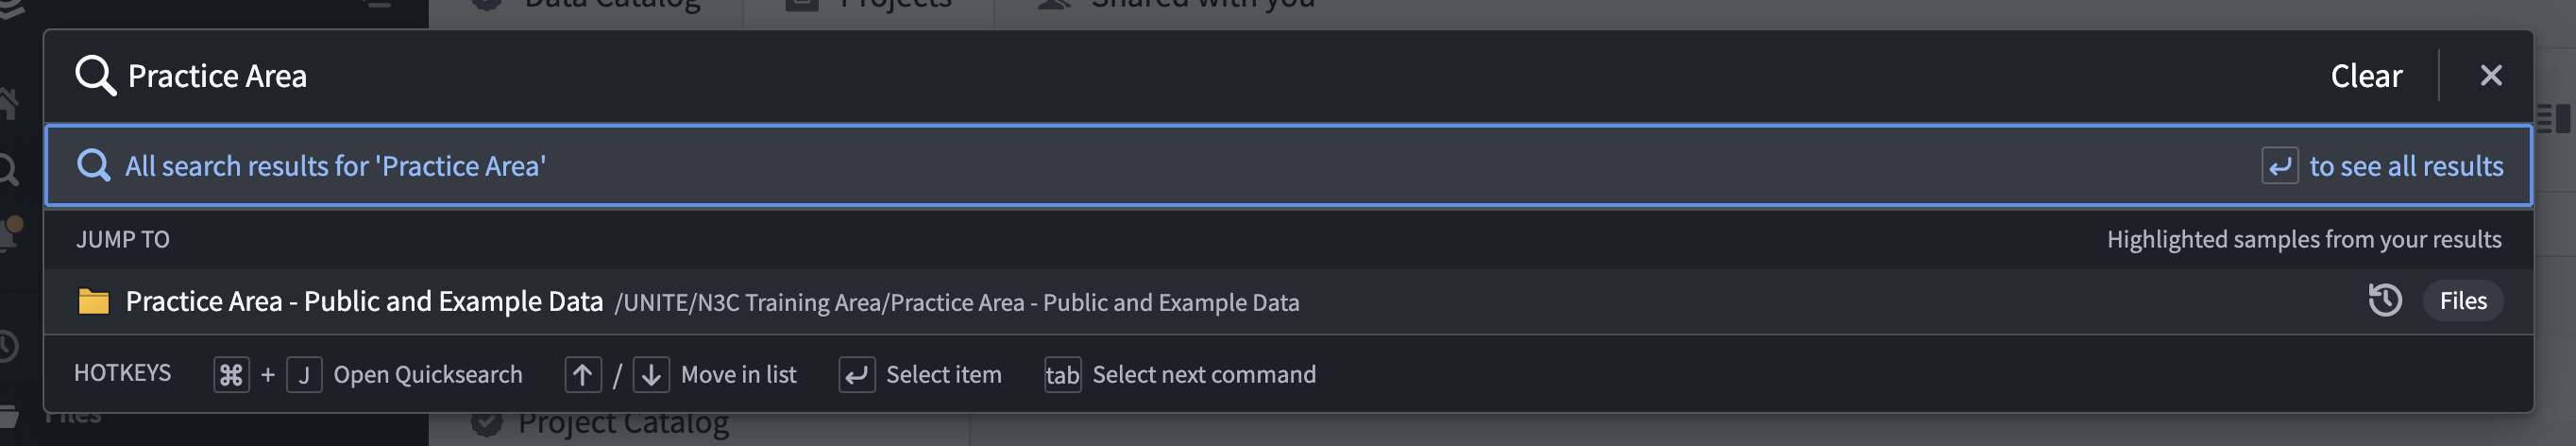 Data Catalog Projects Shared with you
Practice Area Clear
All search results for 'Practice Area' to see all results
JUMP TO Highlighted samples from your results
Practice Area - Public and Example Data /UNITE/N3C Training Area/Practice Area - Public and Example Data Files
HOTKEYS ⌘ + J Open Quicksearch ↑ / ↓ Move in list ↵ Select item tab Select next command
Files Project Catalog